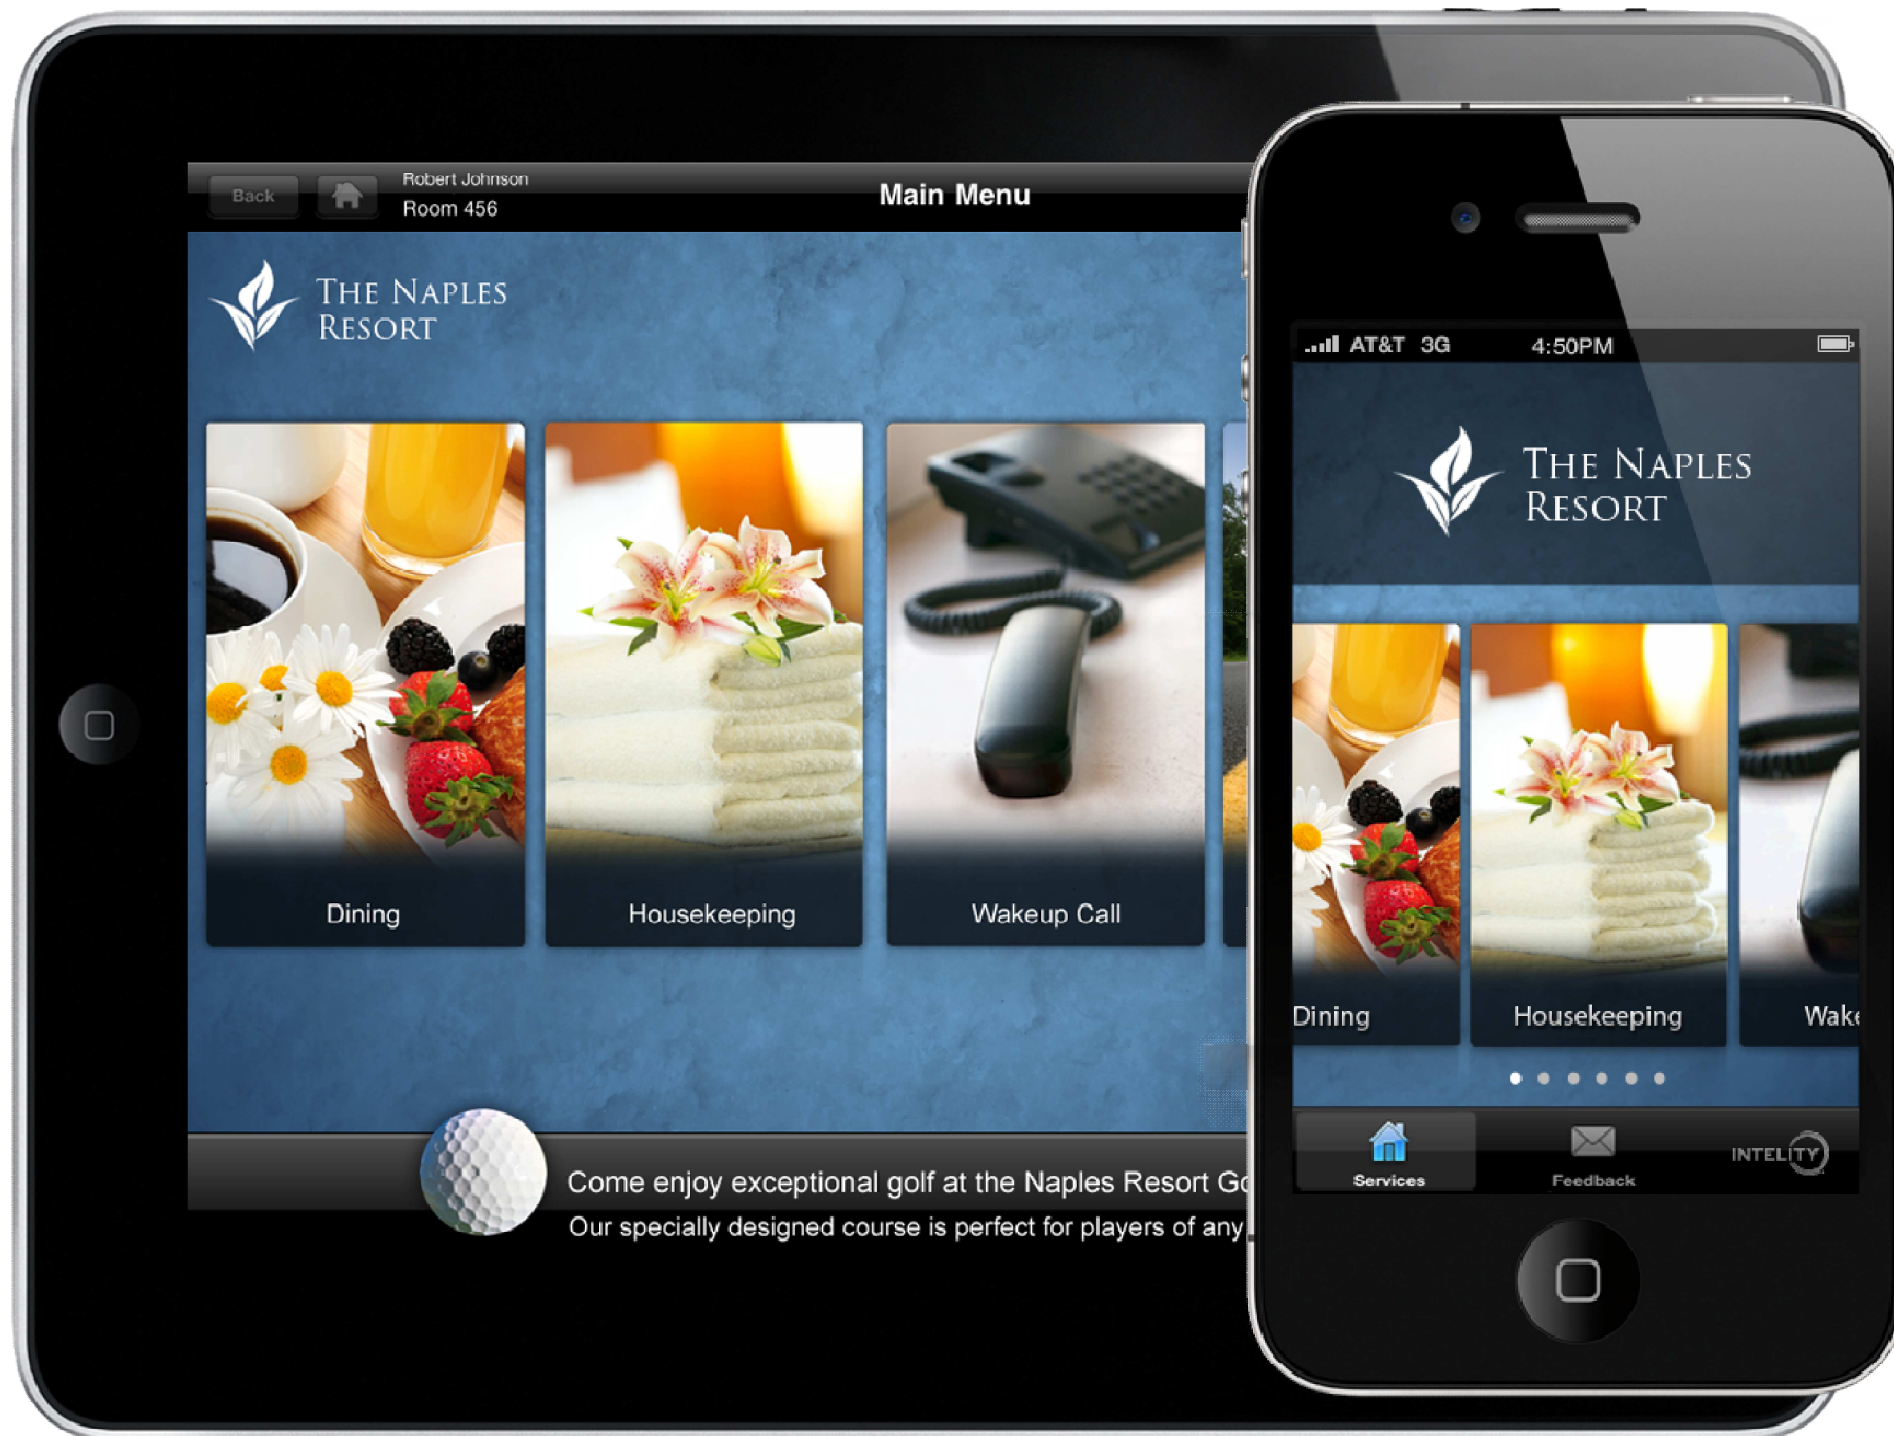 Back
Robert Johnson
Room 456
Main Menu
THE NAPLES
RESORT
Dining
Housekeeping
Wakeup Call
Come enjoy exceptional golf at the Naples Resort Go
Our specially designed course is perfect for players of any
AT&T 3G
4:50PM
THE NAPLES
RESORT
Dining
Housekeeping
Wake
Services
Feedback
INTELITY